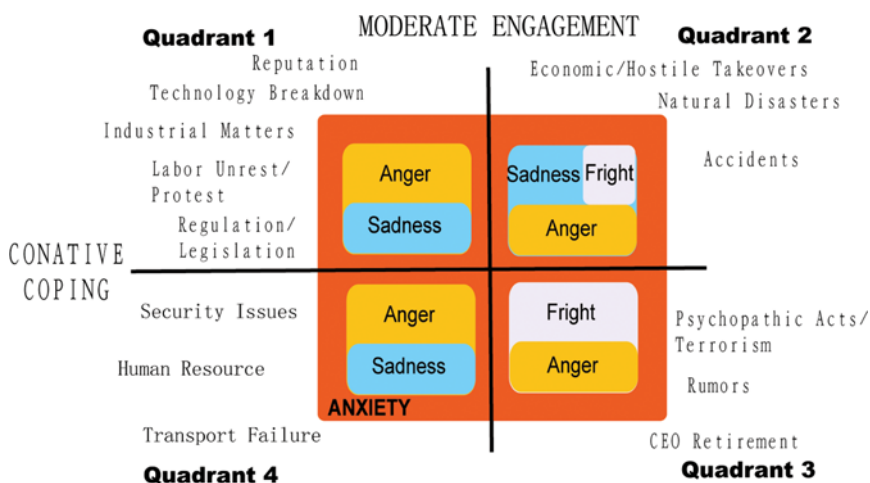 MODERATE ENGAGEMENT
Quadrant 1
Quadrant 2
Reputation
Technology Breakdown
Industrial Matters
Labor Unrest/
Protest
Regulation/
Legislation
Economic/Hostile Takeovers
Natural Disasters
Accidents
Anger
Sadness
Sadness
Fright
Anger
CONATIVE
COPING
Security Issues
Human Resource
Transport Failure
Quadrant 4
Anger
Sadness
ANXIETY
Fright
Anger
Psychopathic Acts/
Terrorism
Rumors
CEO Retirement
Quadrant 3